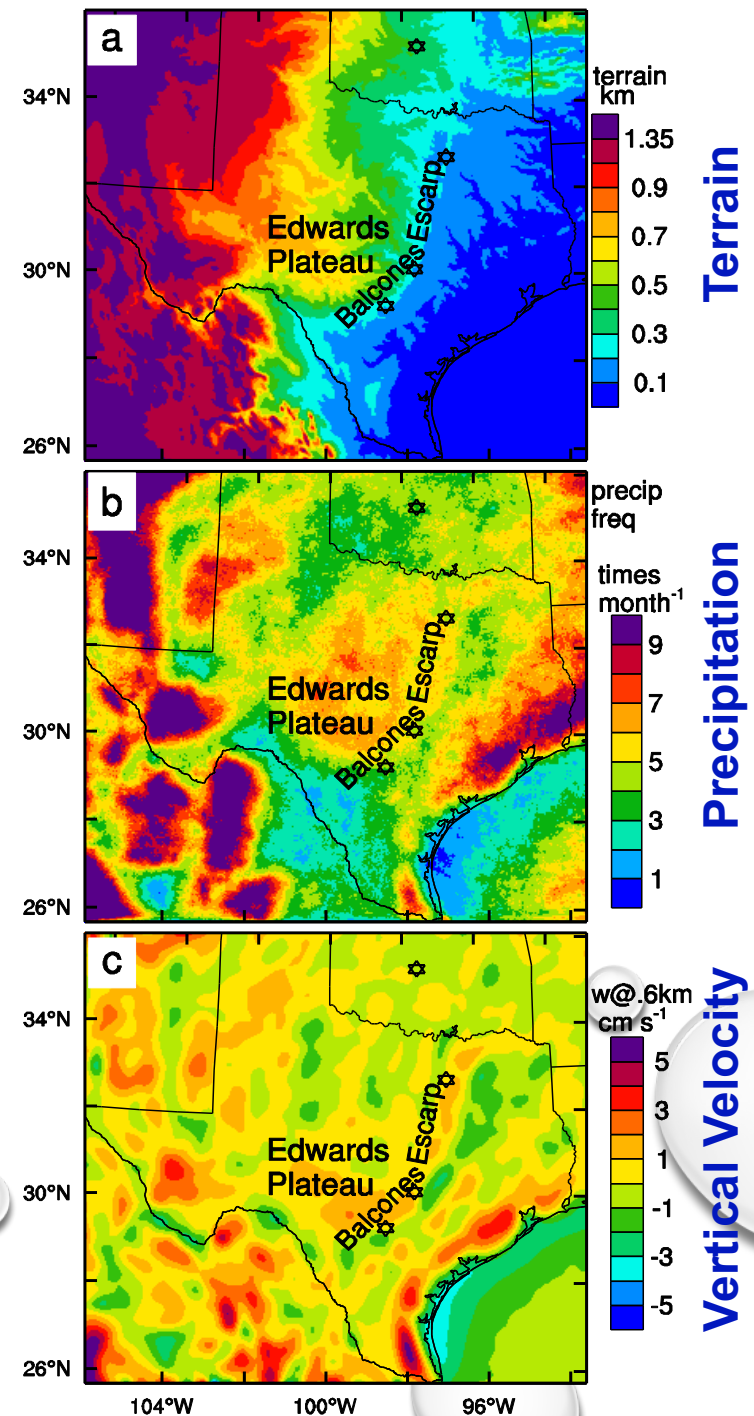 a
34°N
30°N
26°N
Edwards
Plateau
Balcones Escarp
terrain
km
1.35
0.9
0.7
0.5
0.3
0.1
Terrain
b
34°N
30°N
26°N
Edwards
Plateau
Balcones Escarp
precip
freq
times
month⁻¹
9
7
5
3
1
Precipitation
c
34°N
30°N
26°N
Edwards
Plateau
Balcones Escarp
w@.6km
cm s⁻¹
5
3
1
-1
-3
-5
Vertical Velocity
104°W 100°W 96°W